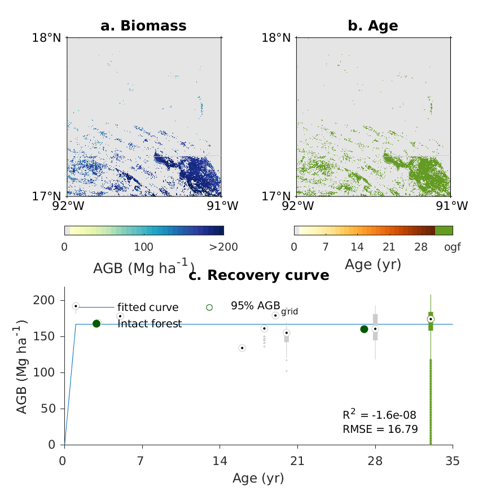 a. Biomass
b. Age
18°N
18°N
17°N
17°N
92°W
91°W
92°W
91°W
0
100
>200
0
7
14
21
28
ogf
AGB (Mg ha-1)
Age (yr)
c. Recovery curve
200
150
100
50
0
AGB (Mg ha-1)
fitted curve
95% AGBgrid
Intact forest
R2 = -1.6e-08
RMSE = 16.79
0
7
14
21
28
35
Age (yr)